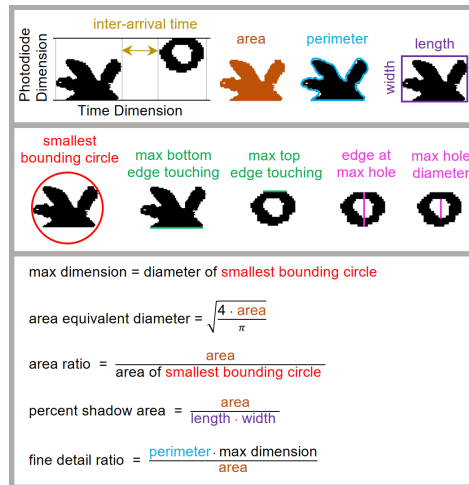 inter-arrival time
Photodiode
Dimension
Time Dimension
area
perimeter
length
width
smallest
bounding circle
max bottom
edge touching
max top
edge touching
edge at
max hole
max hole
diameter
max dimension = diameter of smallest bounding circle
area equivalent diameter = √(4 · area / π)
area ratio = area / area of smallest bounding circle
percent shadow area = area / length · width
fine detail ratio = perimeter · max dimension / area